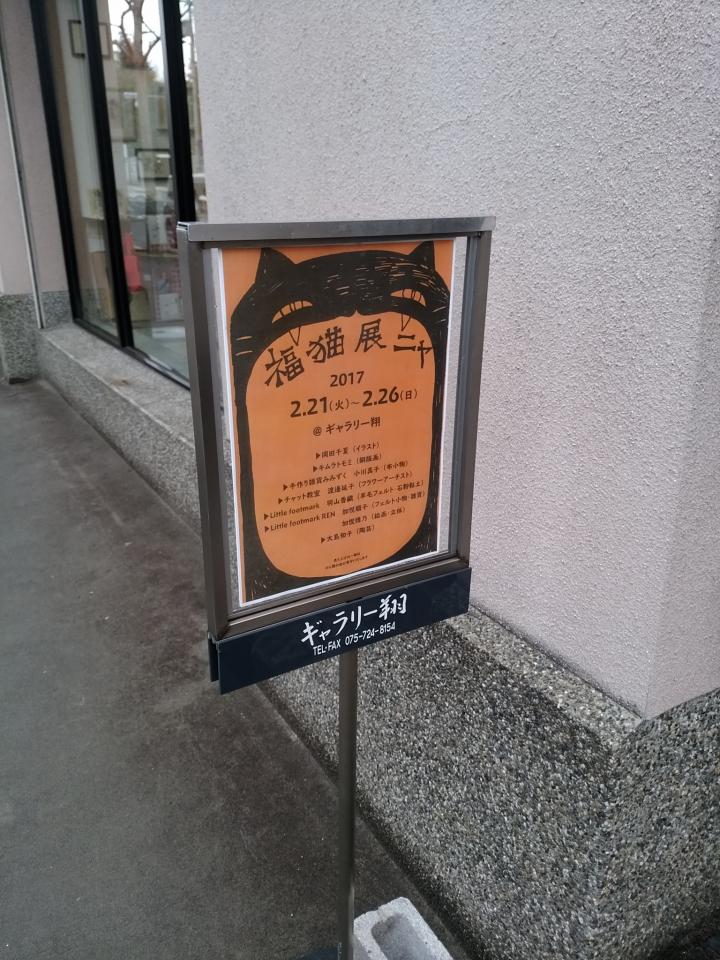 福猫展ニャ
2017
2.21(火)～2.26(日)
@ ギャラリー翔
▶岡田千夏（イラスト）
▶キムラトモミ（銅版画）
▶手作り雑貨みみずく 小川真子（布小物）
▶チャット教室 渡邊延子（フラワーアーチスト）
▶Little footmark 明山香織（羊毛フェルト・石粉粘土）
▶Little footmark REN 加悦順子（フェルト小物・雑貨）
加悦雅乃（絵画・立体）
▶大島和子（陶芸）
ギャラリー翔
TEL・FAX 075-724-8154